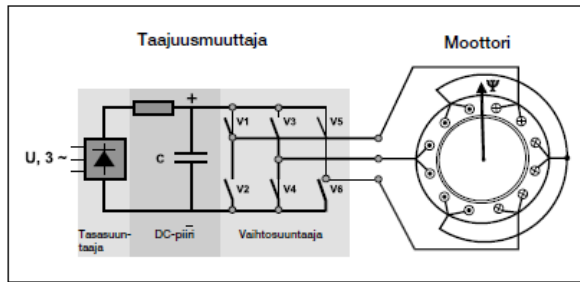 Taajuusmuuttaja
Moottori
+
Ψ
V1
V3
V5
U, 3 ~
C
V2
V4
V6
–
Tasasuun-
taaja
DC-piiri
Vaihtosuuntaaja